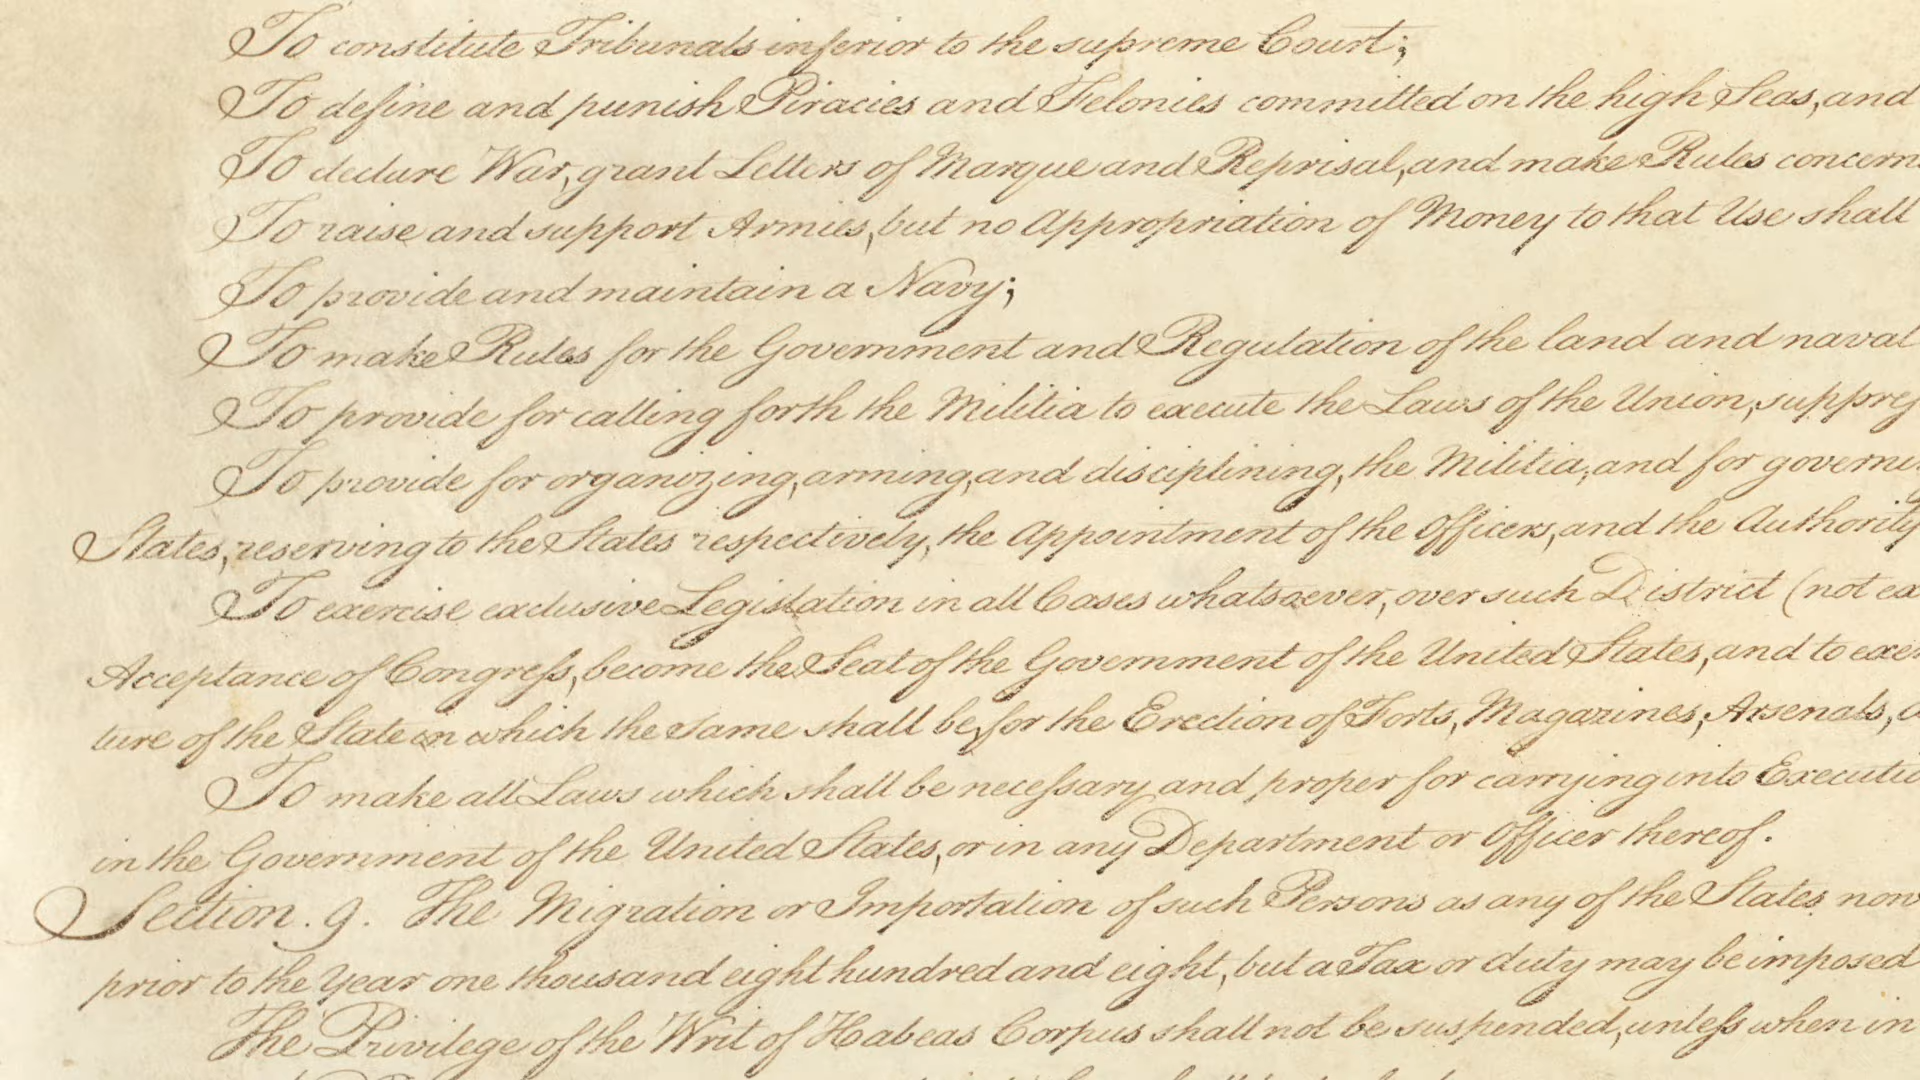 To constitute Tribunals inferior to the supreme Court;
To define and punish Piracies and Felonies committed on the high Seas, and
To declare War, grant Letters of Marque and Reprisal, and make Rules concern
To raise and support Armies, but no Appropriation of Money to that Use shall
To provide and maintain a Navy;
To make Rules for the Government and Regulation of the land and naval
To provide for calling forth the Militia to execute the Laws of the Union, suppreſ
To provide for organizing, arming, and disciplining, the Militia, and for governi
States, reserving to the States respectively, the Appointment of the Officers, and the Authority
To exercise exclusive Legislation in all Cases whatsoever, over such District (not ex
Acceptance of Congreſs, become the Seat of the Government of the United States, and to exer
ture of the State in which the Same shall be, for the Erection of Forts, Magazines, Arsenals,
To make all Laws which shall be neceſsary and proper for carrying into Executio
in the Government of the United States, or in any Department or Officer thereof.
Section. 9. The Migration or Importation of such Persons as any of the States now
prior to the Year one thousand eight hundred and eight, but a Tax or duty may be imposed
The Privilege of the Writ of Habeas Corpus shall not be suspended, unleſs when in